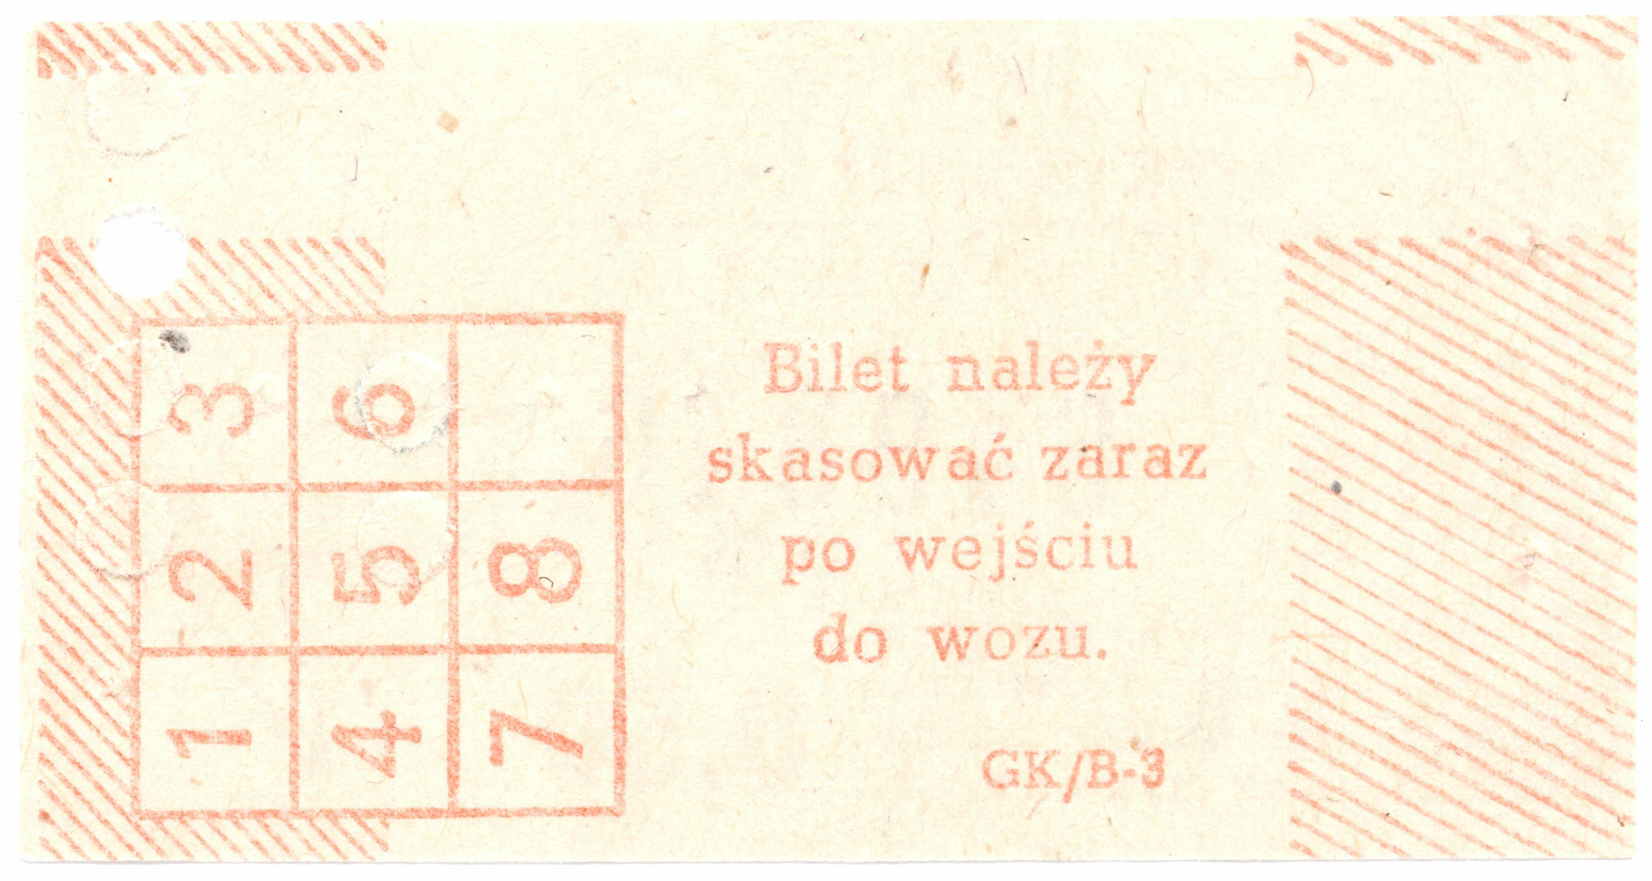 3 6
2 5 8
1 4 7
Bilet należy
skasować zaraz
po wejściu
do wozu.
GK/B-3